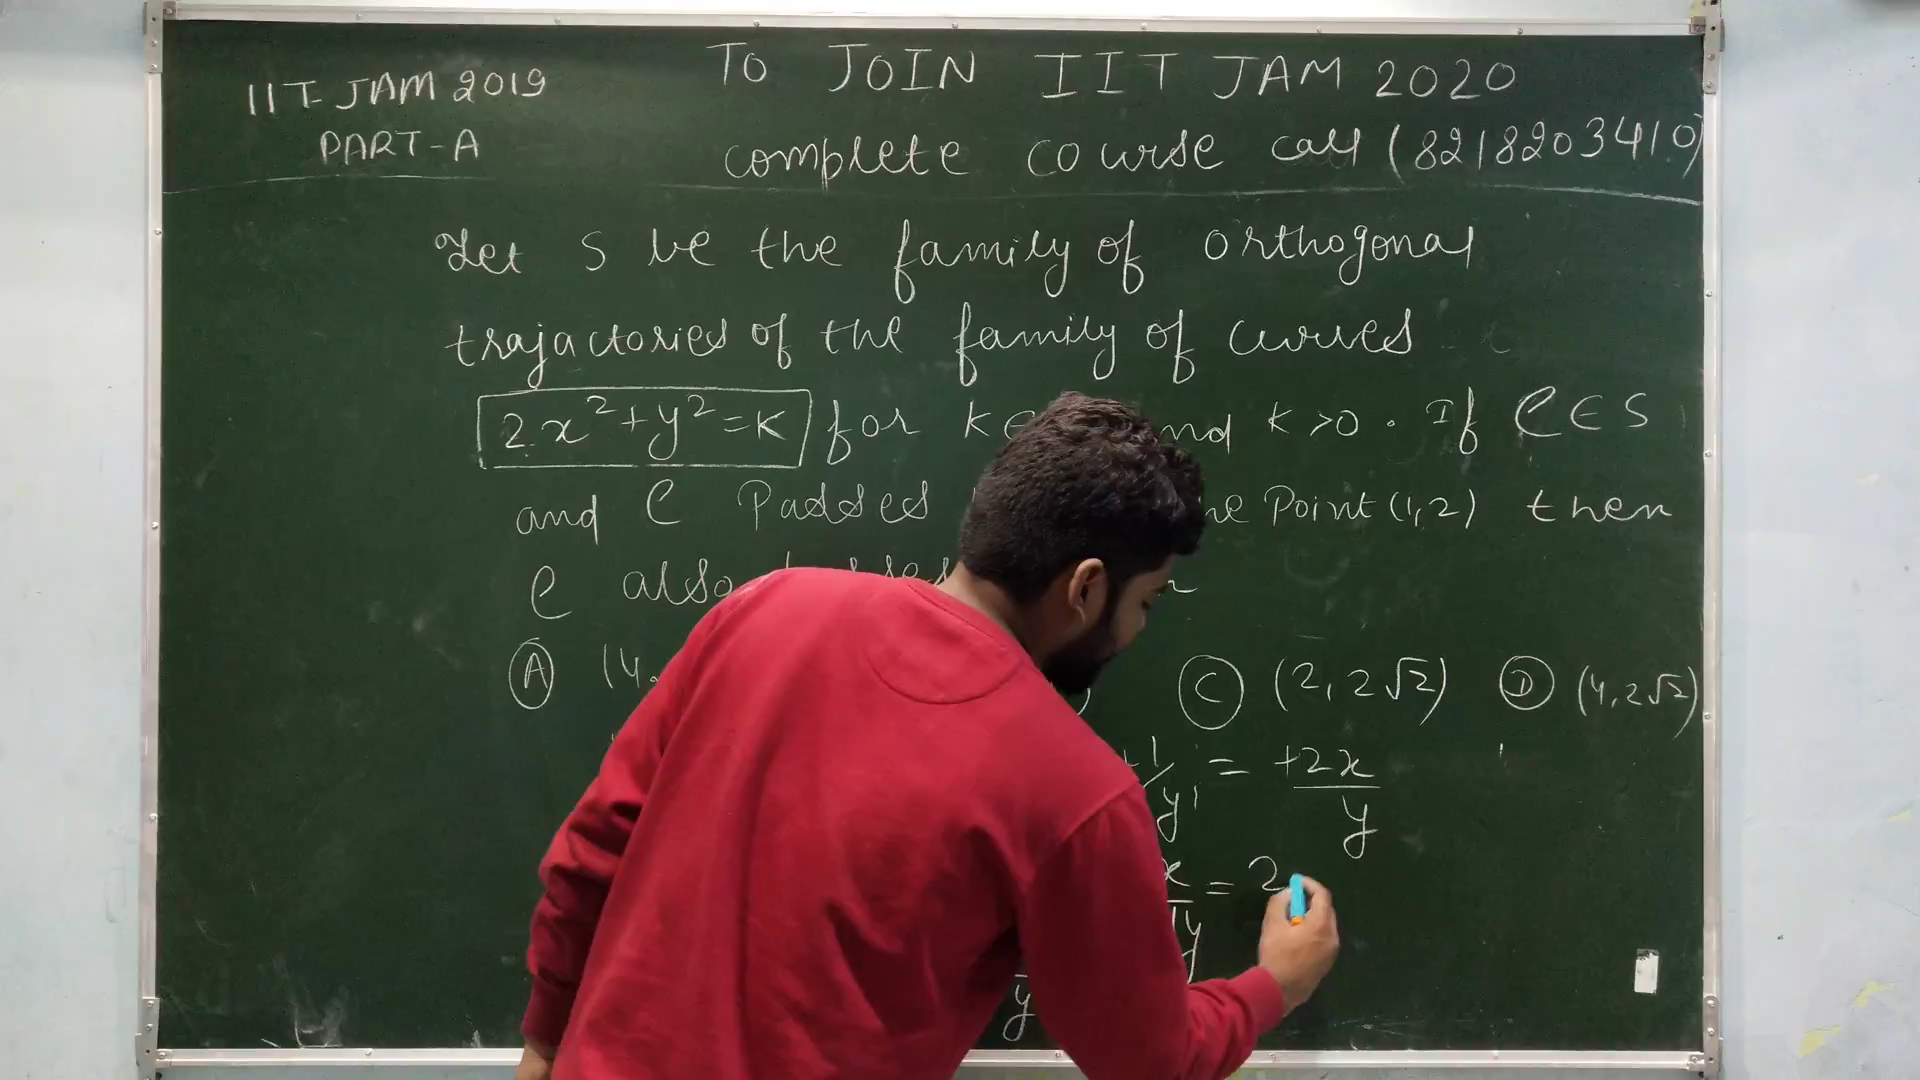 IIT-JAM 2019
PART-A
TO JOIN IIT JAM 2020
complete course call (8218203410)
Let S be the family of orthogonal
trajactories of the family of curves
2x²+y²=K for K∈ and K>0. If C∈S
and C Passes Point (1,2) then
C also
(A) (4, (C) (2, 2√2) (D) (4, 2√2)
+1/y' = +2x/y
= 2
y